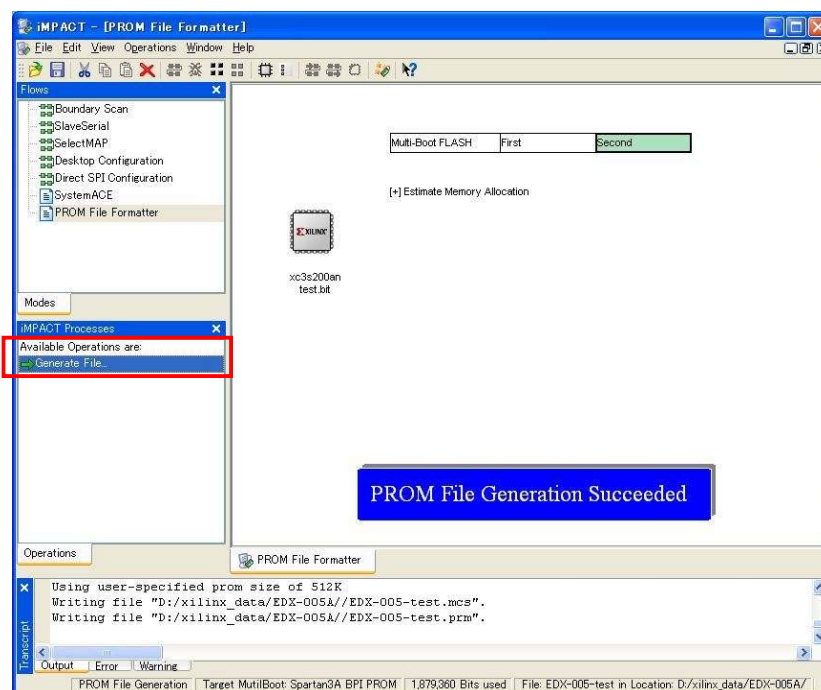 iMPACT - [PROM File Formatter]
File Edit View Operations Window Help
Flows
Boundary Scan
SlaveSerial
SelectMAP
Desktop Configuration
Direct SPI Configuration
SystemACE
PROM File Formatter
Modes
iMPACT Processes
Available Operations are:
Generate File...
Operations
Multi-Boot FLASH First Second
[+] Estimate Memory Allocation
XILINX
xc3s200an
test.bit
PROM File Generation Succeeded
PROM File Formatter
Using user-specified prom size of 512K
Writing file "D:/xilinx_data/EDX-005A//EDX-005-test.mcs".
Writing file "D:/xilinx_data/EDX-005A//EDX-005-test.prm".
Transcript
Output Error Warning
PROM File Generation Target MutilBoot: Spartan3A BPI PROM 1,879,360 Bits used File: EDX-005-test in Location: D:/xilinx_data/EDX-005A/